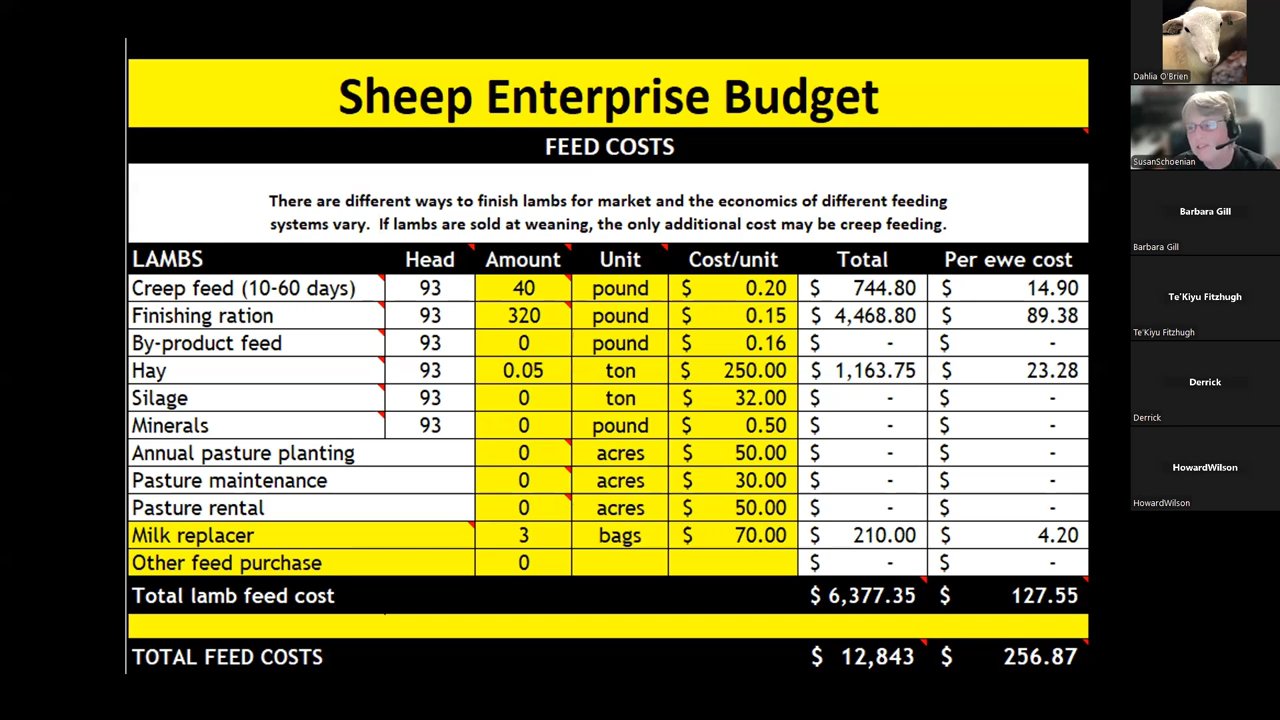 Sheep Enterprise Budget
FEED COSTS
There are different ways to finish lambs for market and the economics of different feeding
systems vary. If lambs are sold at weaning, the only additional cost may be creep feeding.
LAMBS Head Amount Unit Cost/unit Total Per ewe cost
Creep feed (10-60 days) 93 40 pound $ 0.20 $ 744.80 $ 14.90
Finishing ration 93 320 pound $ 0.15 $ 4,468.80 $ 89.38
By-product feed 93 0 pound $ 0.16 $ - $ -
Hay 93 0.05 ton $ 250.00 $ 1,163.75 $ 23.28
Silage 93 0 ton $ 32.00 $ - $ -
Minerals 93 0 pound $ 0.50 $ - $ -
Annual pasture planting 0 acres $ 50.00 $ - $ -
Pasture maintenance 0 acres $ 30.00 $ - $ -
Pasture rental 0 acres $ 50.00 $ - $ -
Milk replacer 3 bags $ 70.00 $ 210.00 $ 4.20
Other feed purchase 0 $ - $ -
Total lamb feed cost $ 6,377.35 $ 127.55
TOTAL FEED COSTS $ 12,843 $ 256.87
Dahlia O'Brien
SusanSchoenian
Barbara Gill
Barbara Gill
Te'Kiyu Fitzhugh
Te'Kiyu Fitzhugh
Derrick
Derrick
HowardWilson
HowardWilson